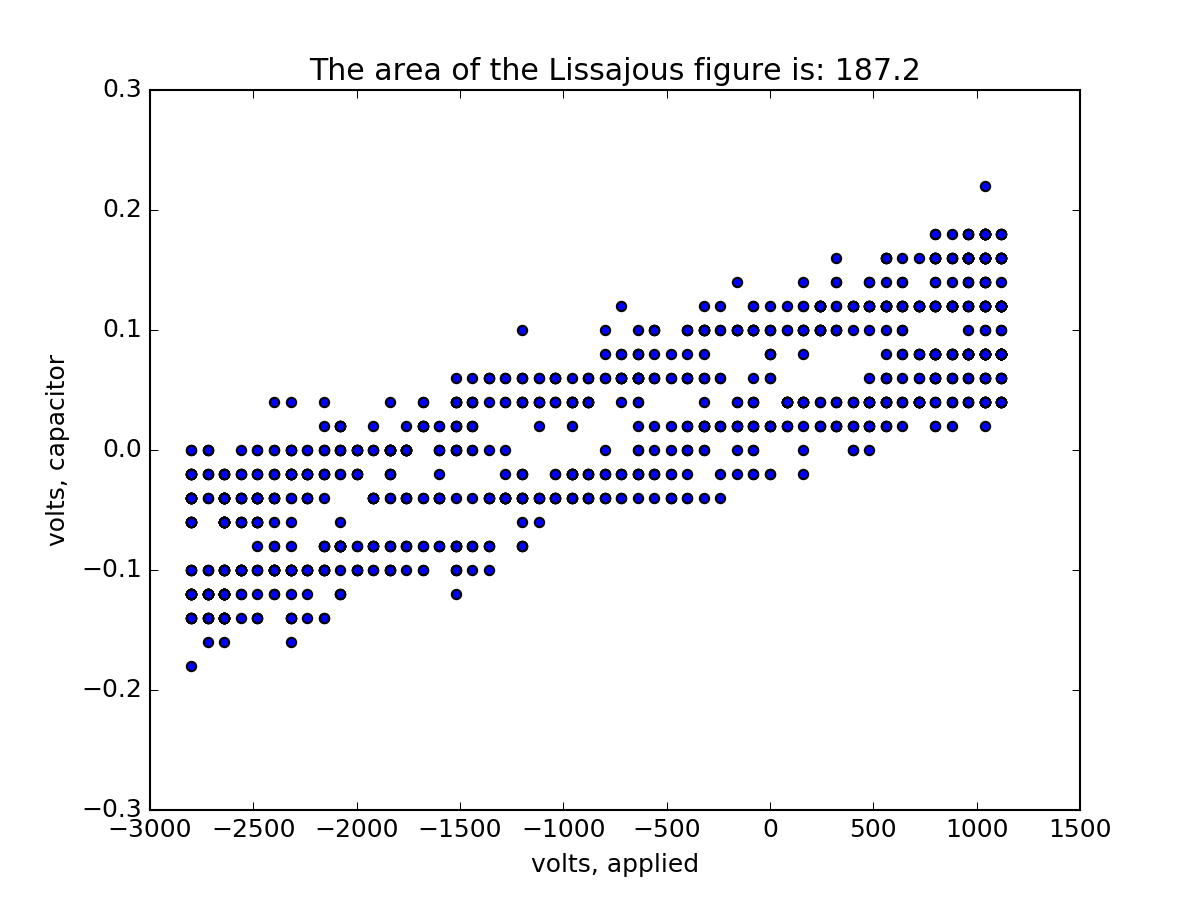 The area of the Lissajous figure is: 187.2
0.3
0.2
0.1
0.0
−0.1
−0.2
−0.3
volts, capacitor
−3000 −2500 −2000 −1500 −1000 −500 0 500 1000 1500
volts, applied